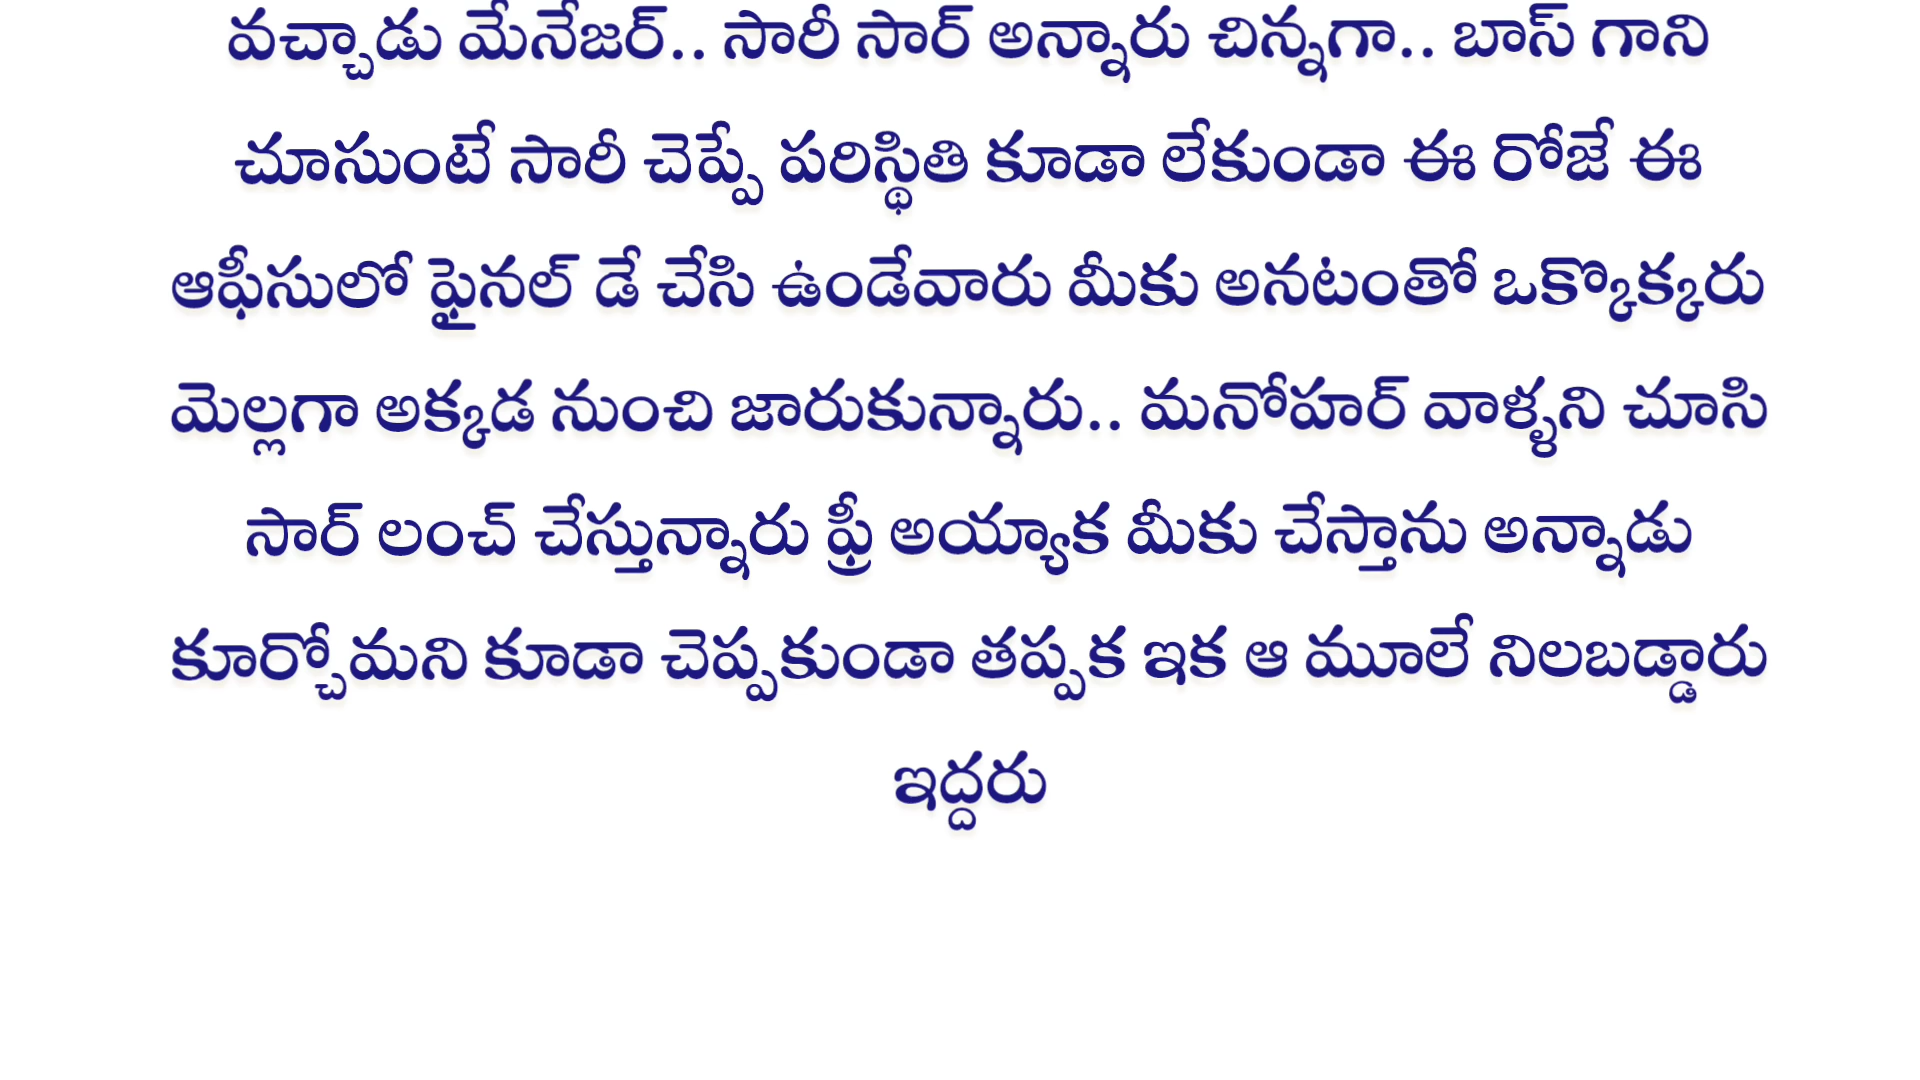 వచ్చాడు మేనేజర్.. సారీ సార్ అన్నారు చిన్నగా.. బాస్ గాని
చూసుంటే సారీ చెప్పే పరిస్థితి కూడా లేకుండా ఈ రోజే ఈ
ఆఫీసులో ఫైనల్ డే చేసి ఉండేవారు మీకు అనటంతో ఒక్కొక్కరు
మెల్లగా అక్కడ నుంచి జారుకున్నారు.. మనోహర్ వాళ్ళని చూసి
సార్ లంచ్ చేస్తున్నారు ఫ్రీ అయ్యాక మీకు చేస్తాను అన్నాడు
కూర్చోమని కూడా చెప్పకుండా తప్పక ఇక ఆ మూలే నిలబడ్డారు
ఇద్దరు